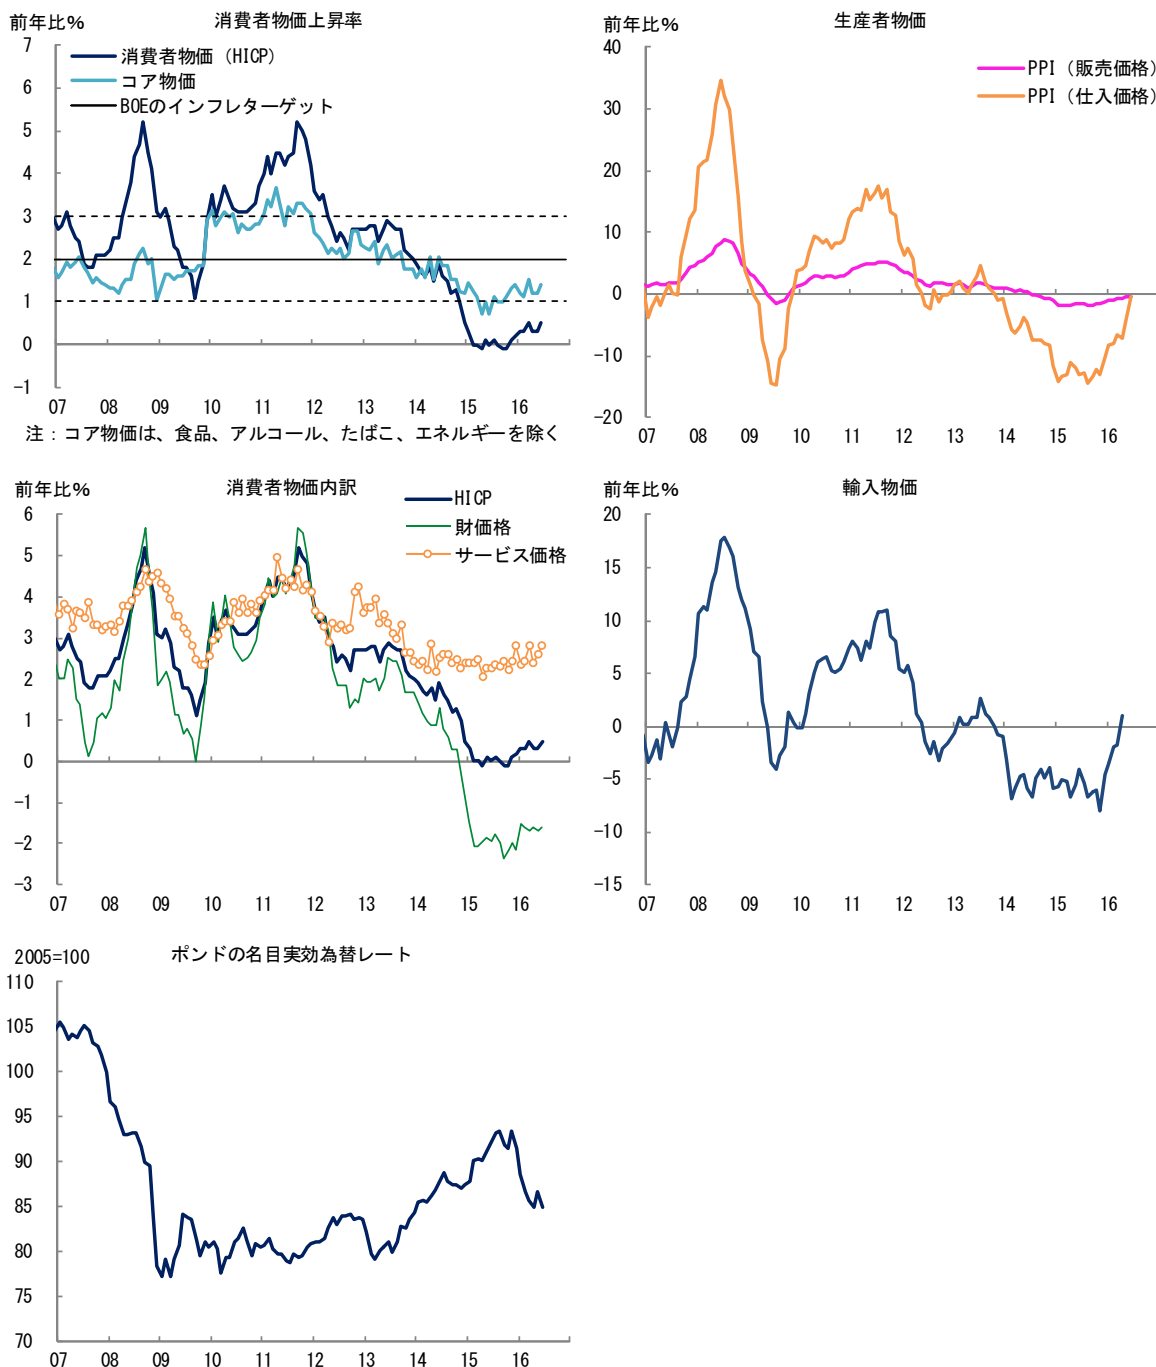 消費者物価上昇率
前年比%
消費者物価（HICP）
コア物価
BOEのインフレターゲット
7
6
5
4
3
2
1
0
-1
07 08 09 10 11 12 13 14 15 16
注：コア物価は、食品、アルコール、たばこ、エネルギーを除く
生産者物価
前年比%
PPI（販売価格）
PPI（仕入価格）
40
30
20
10
0
-10
-20
07 08 09 10 11 12 13 14 15 16
消費者物価内訳
前年比%
HICP
財価格
サービス価格
6
5
4
3
2
1
0
-1
-2
-3
07 08 09 10 11 12 13 14 15 16
輸入物価
前年比%
20
15
10
5
0
-5
-10
-15
07 08 09 10 11 12 13 14 15 16
ポンドの名目実効為替レート
2005=100
110
105
100
95
90
85
80
75
70
07 08 09 10 11 12 13 14 15 16